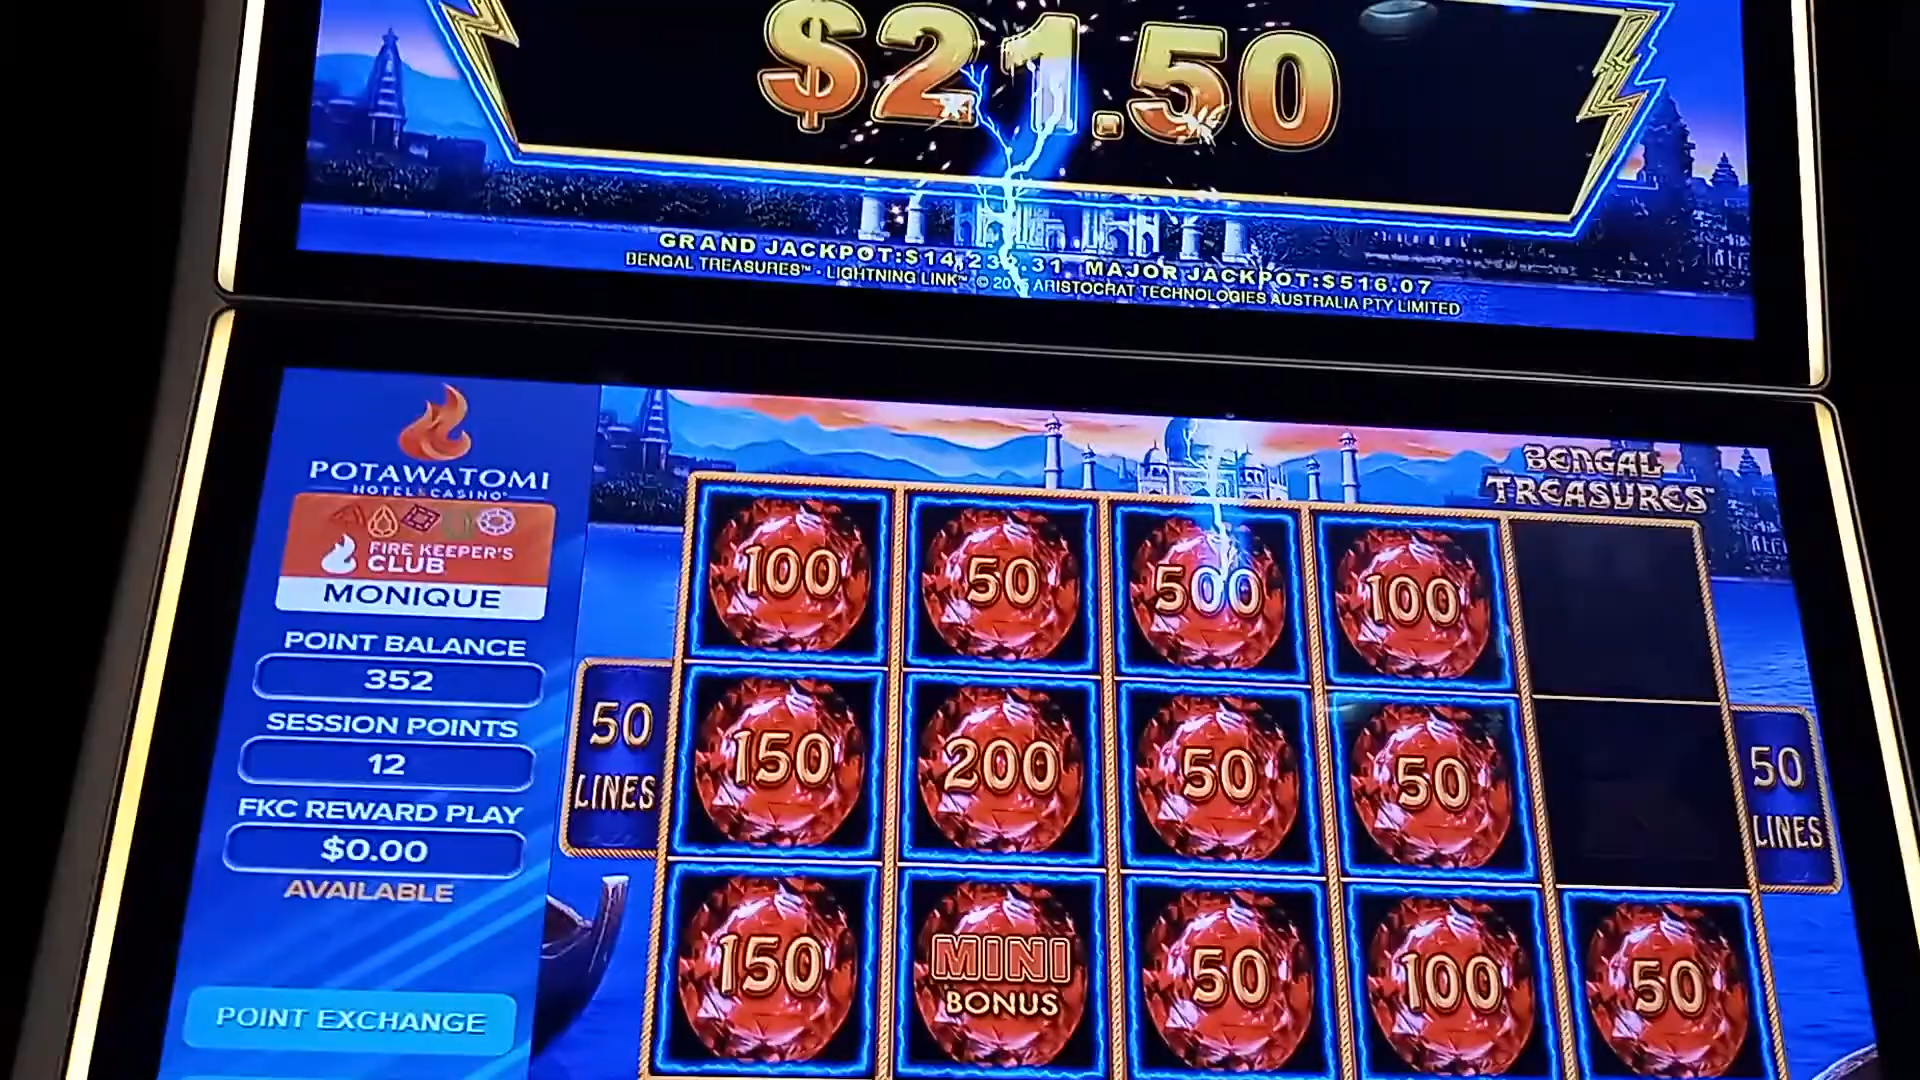 $21.50
GRAND JACKPOT:$14,23 .31, MAJOR JACKPOT:$516.07
BENGAL TREASURES™ - LIGHTNING LINK™ © 20 ARISTOCRAT TECHNOLOGIES AUSTRALIA PTY LIMITED
POTAWATOMI
HOTEL & CASINO
FIRE KEEPER'S
CLUB
MONIQUE
POINT BALANCE
352
SESSION POINTS
12
FKC REWARD PLAY
$0.00
AVAILABLE
POINT EXCHANGE
BENGAL
TREASURES™
100 50 500 100
50
LINES
150 200 50 50
50
LINES
150 MINI
BONUS
50 100 50